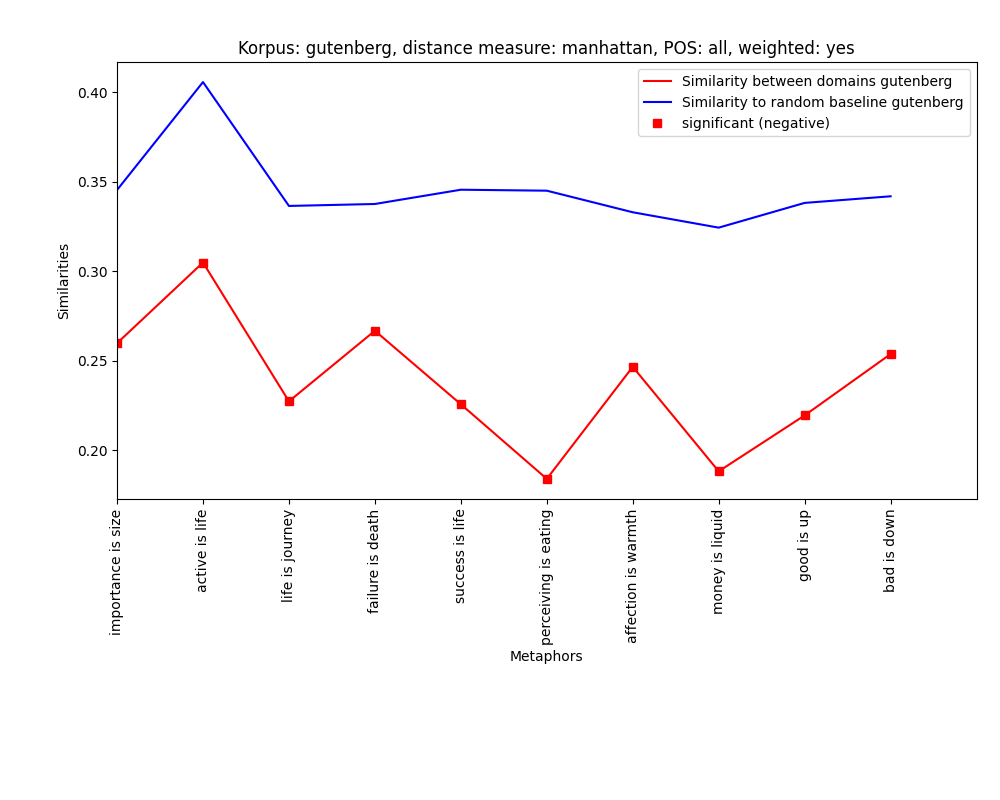 Korpus: gutenberg, distance measure: manhattan, POS: all, weighted: yes
Similarity between domains gutenberg
Similarity to random baseline gutenberg
significant (negative)
0.40
0.35
0.30
0.25
0.20
Similarities
importance is size
active is life
life is journey
failure is death
success is life
perceiving is eating
affection is warmth
money is liquid
good is up
bad is down
Metaphors